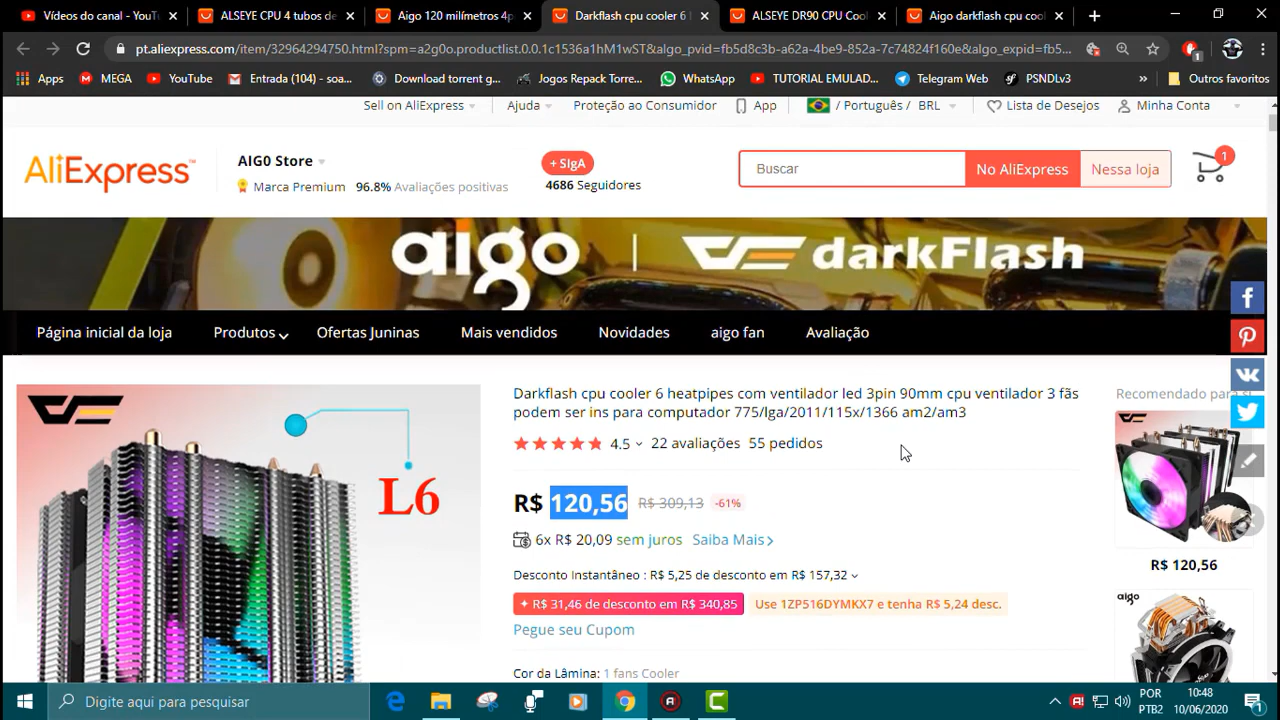 Vídeos do canal - YouTu
ALSEYE CPU 4 tubos de
Aigo 120 milímetros 4p
Darkflash cpu cooler 6 h
ALSEYE DR90 CPU Cool
Aigo darkflash cpu coo
pt.aliexpress.com/item/32964294750.html?spm=a2g0o.productlist.0.0.1c1536a1hM1wST&algo_pvid=fb5d8c3b-a62a-4be9-852a-7c74824f160e&algo_expid=fb5...
1
Apps
MEGA
YouTube
Entrada (104) - soa...
Download torrent g...
Jogos Repack Torre...
WhatsApp
TUTORIAL EMULAD...
Telegram Web
PSNDLv3
»
Outros favoritos
Sell on AliExpress
Ajuda
Proteção ao Consumidor
App
/ Português / BRL
Lista de Desejos
Minha Conta
AliExpress™
AIGO Store
Marca Premium 96.8% Avaliações positivas
+ SIgA
4686 Seguidores
Buscar
No AliExpress
Nessa loja
1
aigo | darkFlash
Página inicial da loja
Produtos
Ofertas Juninas
Mais vendidos
Novidades
aigo fan
Avaliação
L6
Darkflash cpu cooler 6 heatpipes com ventilador led 3pin 90mm cpu ventilador 3 fãs
podem ser ins para computador 775/lga/2011/115x/1366 am2/am3
4.5 22 avaliações 55 pedidos
R$ 120,56 R$ 309,13 -61%
6x R$ 20,09 sem juros Saiba Mais
Desconto Instantâneo : R$ 5,25 de desconto em R$ 157,32
R$ 31,46 de desconto em R$ 340,85
Use 1ZP516DYMKX7 e tenha R$ 5,24 desc.
Pegue seu Cupom
Cor da Lâmina: 1 fans Cooler
Recomendado para
R$ 120,56
aigo
Digite aqui para pesquisar
POR
PTB2
10:48
10/06/2020
1